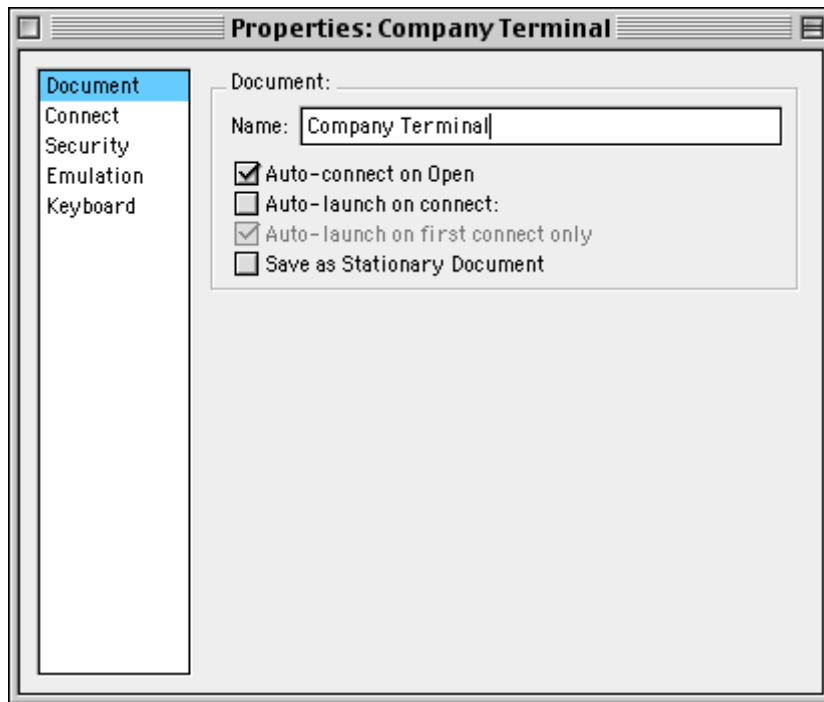 Properties: Company Terminal
Document
Connect
Security
Emulation
Keyboard
Document:
Name: Company Terminal
Auto-connect on Open
Auto-launch on connect:
Auto-launch on first connect only
Save as Stationary Document